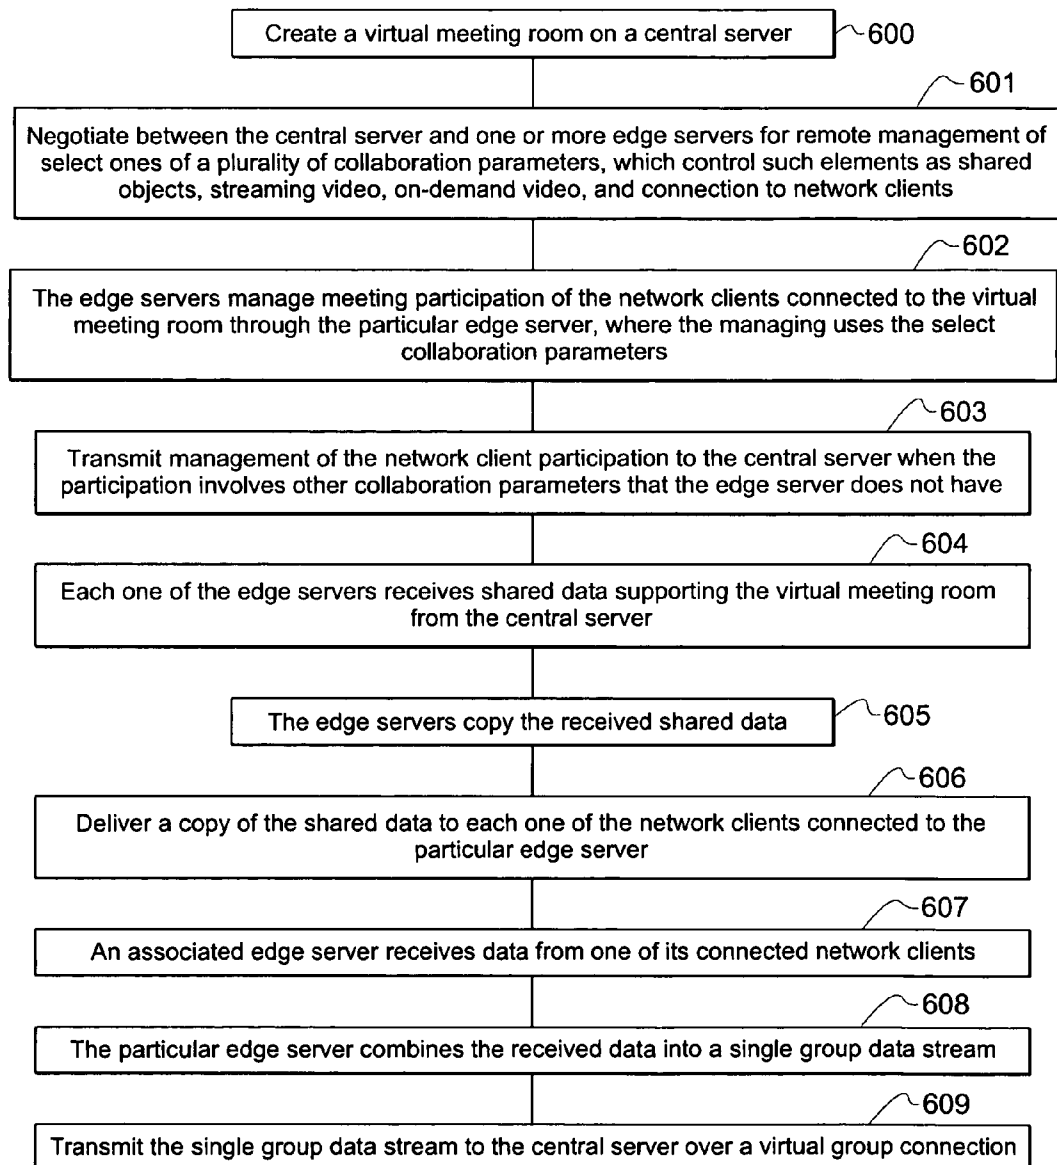 Create a virtual meeting room on a central server
600
601
Negotiate between the central server and one or more edge servers for remote management of
select ones of a plurality of collaboration parameters, which control such elements as shared
objects, streaming video, on-demand video, and connection to network clients
602
The edge servers manage meeting participation of the network clients connected to the virtual
meeting room through the particular edge server, where the managing uses the select
collaboration parameters
603
Transmit management of the network client participation to the central server when the
participation involves other collaboration parameters that the edge server does not have
604
Each one of the edge servers receives shared data supporting the virtual meeting room
from the central server
The edge servers copy the received shared data
605
606
Deliver a copy of the shared data to each one of the network clients connected to the
particular edge server
607
An associated edge server receives data from one of its connected network clients
608
The particular edge server combines the received data into a single group data stream
609
Transmit the single group data stream to the central server over a virtual group connection